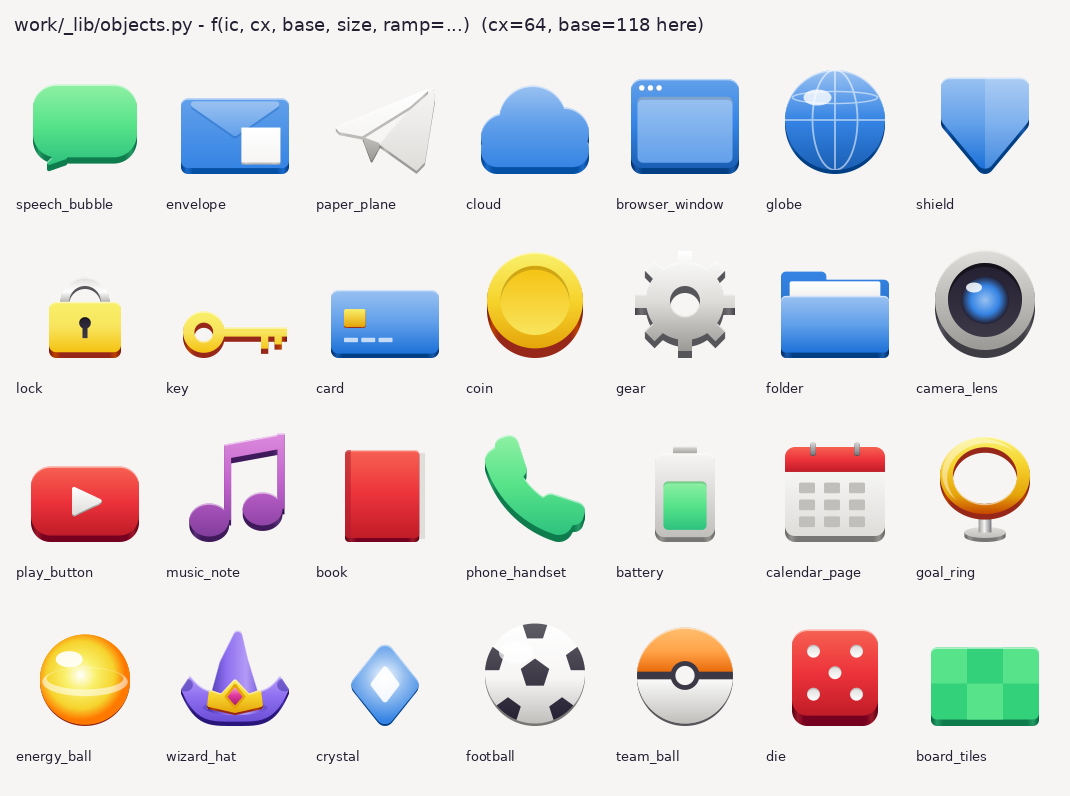 work/_lib/objects.py - f(ic, cx, base, size, ramp=...)  (cx=64, base=118 here)
speech_bubble envelope paper_plane cloud browser_window globe shield
lock key card coin gear folder camera_lens
play_button music_note book phone_handset battery calendar_page goal_ring
energy_ball wizard_hat crystal football team_ball die board_tiles